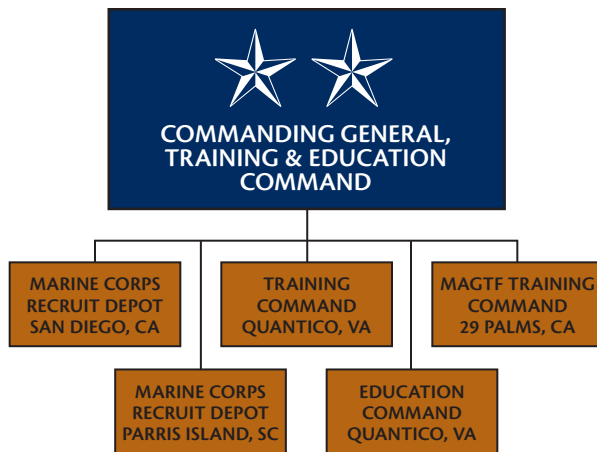 COMMANDING GENERAL,
TRAINING & EDUCATION
COMMAND
MARINE CORPS
RECRUIT DEPOT
SAN DIEGO, CA
TRAINING
COMMAND
QUANTICO, VA
MAGTF TRAINING
COMMAND
29 PALMS, CA
MARINE CORPS
RECRUIT DEPOT
PARRIS ISLAND, SC
EDUCATION
COMMAND
QUANTICO, VA